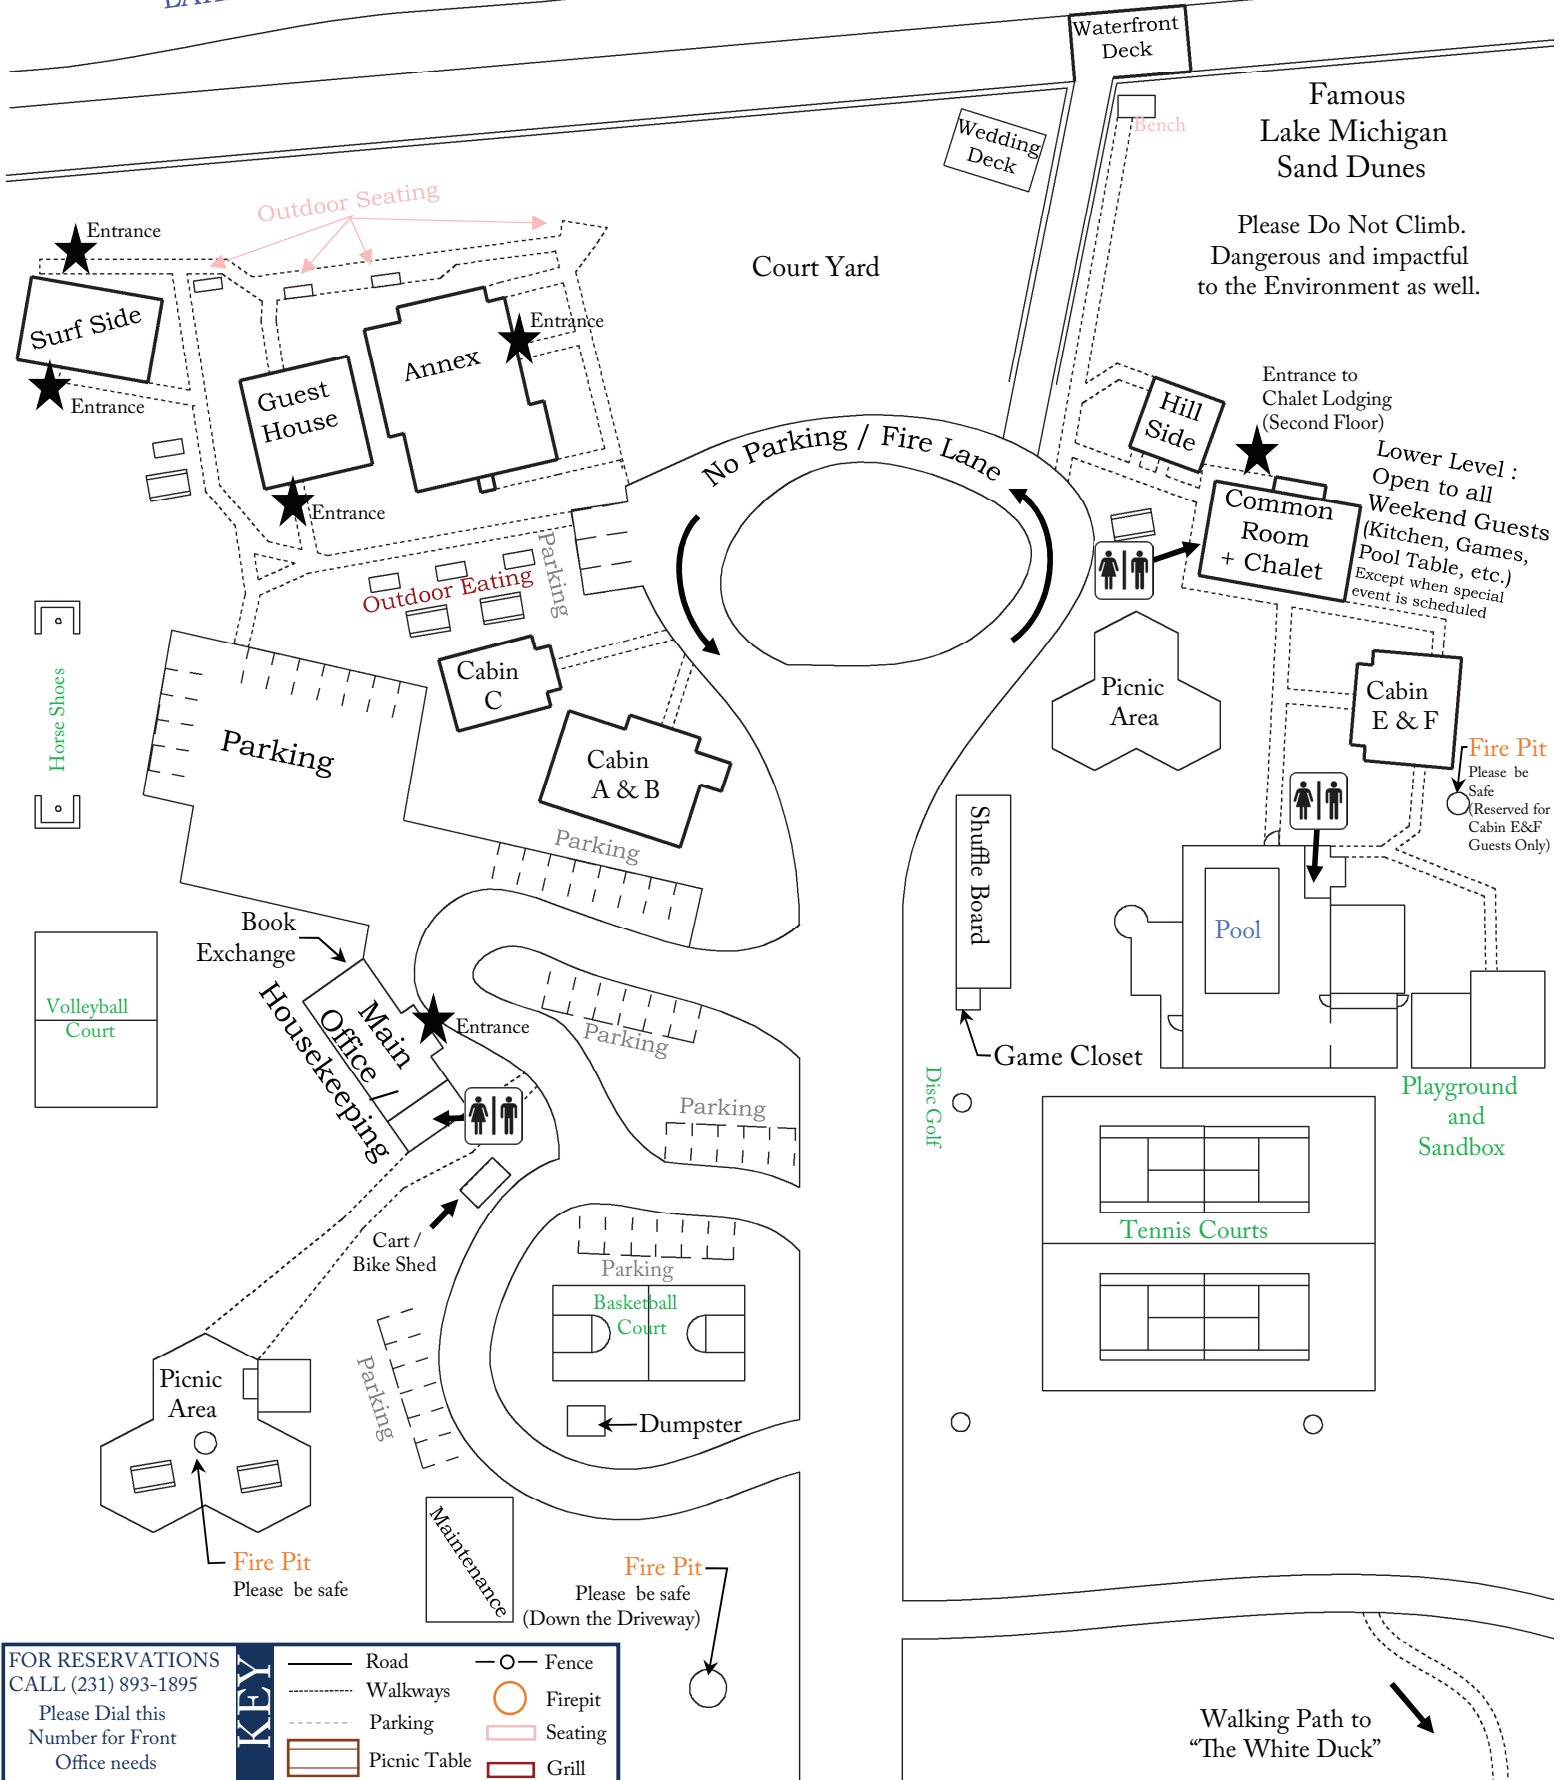 Waterfront
Deck
Bench
Wedding
Deck
Famous
Lake Michigan
Sand Dunes
Please Do Not Climb.
Dangerous and impactful
to the Environment as well.
Outdoor Seating
Entrance
Surf Side
Entrance
Court Yard
Annex
Entrance
Guest
House
Entrance
No Parking / Fire Lane
Hill
Side
Entrance to
Chalet Lodging
(Second Floor)
Common
Room
+ Chalet
Lower Level :
Open to all
Weekend Guests
(Kitchen, Games,
Pool Table, etc.)
Except when special
event is scheduled
Parking
Outdoor Eating
Cabin
C
Cabin
A & B
Parking
Horse Shoes
Parking
Picnic
Area
Cabin
E & F
Fire Pit
Please be
Safe
(Reserved for
Cabin E&F
Guests Only)
Shuffle Board
Pool
Game Closet
Disc Golf
Playground
and
Sandbox
Tennis Courts
Book
Exchange
Volleyball
Court
Main
Office /
Housekeeping
Entrance
Parking
Parking
Cart /
Bike Shed
Parking
Basketball
Court
Parking
Dumpster
Picnic
Area
Fire Pit
Please be safe
Maintenance
Fire Pit
Please be safe
(Down the Driveway)
FOR RESERVATIONS
CALL (231) 893-1895
Please Dial this
Number for Front
Office needs
KEY
Road
Walkways
Parking
Picnic Table
Fence
Firepit
Seating
Grill
Walking Path to
“The White Duck”